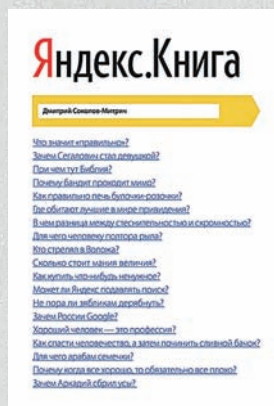 Яндекс.Книга
Дмитрий Соколов-Митрич
Что значит «правильно»?
Зачем Сегалович стал девушкой?
При чем тут Библия?
Почему бандит проходит мимо?
Как правильно печь булочки-розочки?
Где обитают лучшие в мире привидения?
В чем разница между стеснительностью и скромностью?
Для чего человеку полтора рыла?
Кто стрелял в Воложа?
Сколько стоит мания величия?
Как купить что-нибудь ненужное?
Может ли Яндекс подавлять поиск?
Не пора ли зябликам дерябнуть?
Зачем России Google?
Хороший человек — это профессия?
Как спасти человечество, а затем починить сливной бачок?
Для чего арабам семечки?
Почему когда все хорошо, то обязательно все плохо?
Зачем Аркадий сбрил усы?